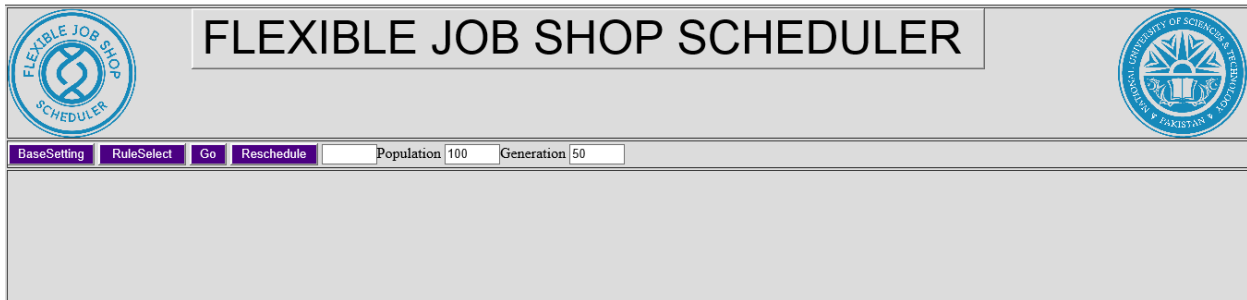 FLEXIBLE JOB SHOP
SCHEDULER
FLEXIBLE JOB SHOP SCHEDULER
NATIONAL UNIVERSITY OF SCIENCES & TECHNOLOGY
PAKISTAN
BaseSetting RuleSelect Go Reschedule Population 100 Generation 50